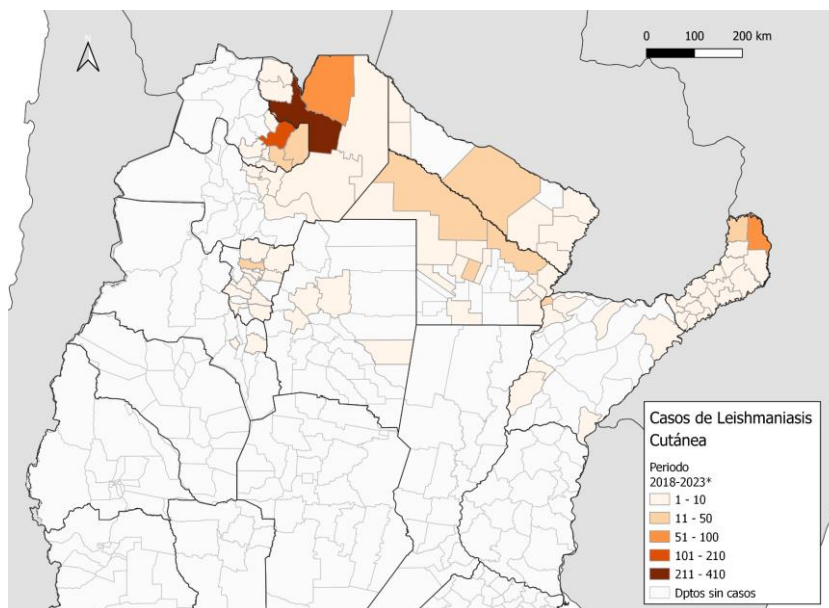 N
0 100 200 km
Casos de Leishmaniasis
Cutánea
Periodo
2018-2023*
1 - 10
11 - 50
51 - 100
101 - 210
211 - 410
Dptos sin casos